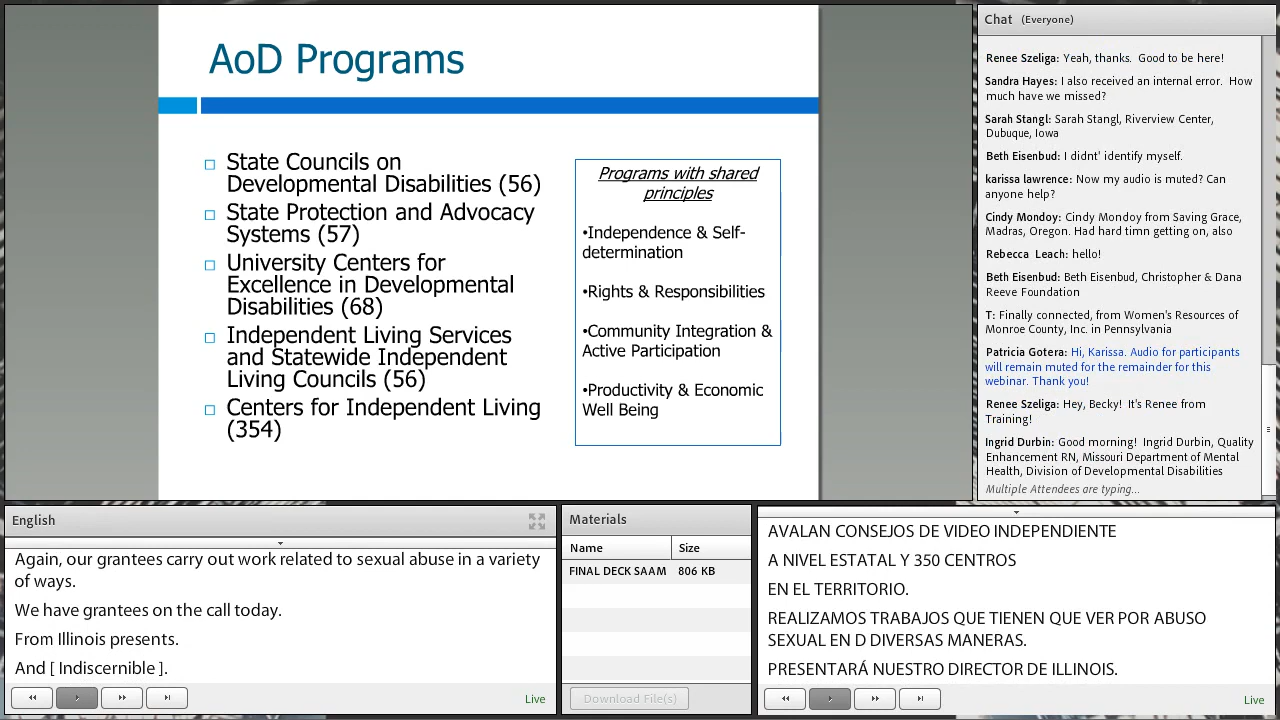 AoD Programs
State Councils on
Developmental Disabilities (56)
State Protection and Advocacy
Systems (57)
University Centers for
Excellence in Developmental
Disabilities (68)
Independent Living Services
and Statewide Independent
Living Councils (56)
Centers for Independent Living
(354)
Programs with shared
principles
•Independence & Self-
determination
•Rights & Responsibilities
•Community Integration &
Active Participation
•Productivity & Economic
Well Being
Chat (Everyone)
Renee Szeliga: Yeah, thanks. Good to be here!
Sandra Hayes: I also received an internal error. How
much have we missed?
Sarah Stangl: Sarah Stangl, Riverview Center,
Dubuque, Iowa
Beth Eisenbud: I didnt' identify myself.
karissa lawrence: Now my audio is muted? Can
anyone help?
Cindy Mondoy: Cindy Mondoy from Saving Grace,
Madras, Oregon. Had hard timn getting on, also
Rebecca Leach: hello!
Beth Eisenbud: Beth Eisenbud, Christopher & Dana
Reeve Foundation
T: Finally connected, from Women's Resources of
Monroe County, Inc. in Pennsylvania
Patricia Gotera: Hi, Karissa. Audio for participants
will remain muted for the remainder for this
webinar. Thank you!
Renee Szeliga: Hey, Becky! It's Renee from
Training!
Ingrid Durbin: Good morning! Ingrid Durbin, Quality
Enhancement RN, Missouri Department of Mental
Health, Division of Developmental Disabilities
Multiple Attendees are typing...
English
Again, our grantees carry out work related to sexual abuse in a variety
of ways.
We have grantees on the call today.
From Illinois presents.
And [ Indiscernible ].
Live
Materials
Name Size
FINAL DECK SAAM 806 KB
Download File(s)
AVALAN CONSEJOS DE VIDEO INDEPENDIENTE
A NIVEL ESTATAL Y 350 CENTROS
EN EL TERRITORIO.
REALIZAMOS TRABAJOS QUE TIENEN QUE VER POR ABUSO
SEXUAL EN D DIVERSAS MANERAS.
PRESENTARÁ NUESTRO DIRECTOR DE ILLINOIS.
Live